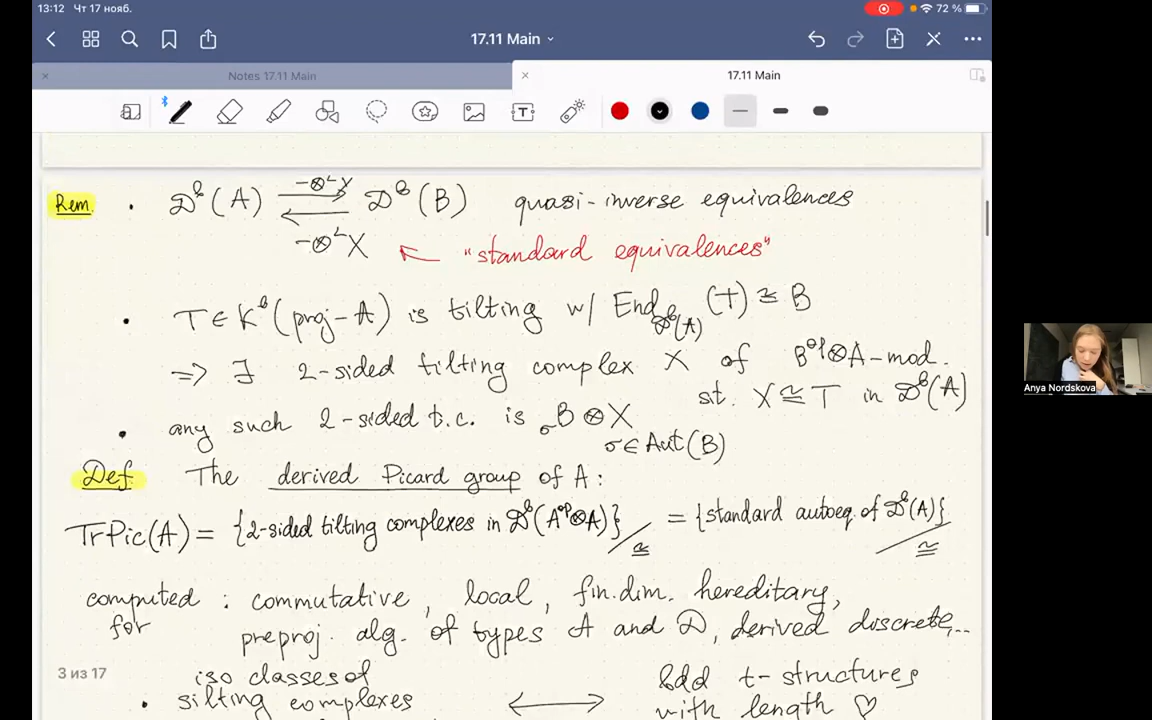 13:12 Чт 17 нояб.
72 %
17.11 Main
Notes 17.11 Main
17.11 Main
Rem. • D^b(A) -⊗^L Y D^b(B) quasi-inverse equivalences
-⊗^L X "standard equivalences"
• T ∈ K^b(proj-A) is tilting w/ End_{D^b(A)}(T) ≅ B
=> ∃ 2-sided tilting complex X of B^op⊗A-mod.
s.t. X ≅ T in D^b(A)
• any such 2-sided t.c. is _σB ⊗ X
σ ∈ Aut(B)
Def. The derived Picard group of A:
TrPic(A) = {2-sided tilting complexes in D^b(A^op⊗A)}/≅ = {standard autoeq. of D^b(A)}/≅
computed for : commutative, local, fin.dim. hereditary,
preproj. alg. of types A and D, derived discrete,...
3 из 17
iso classes of
• silting complexes ⟷ bdd t-structures
with length ♡
Anya Nordskova